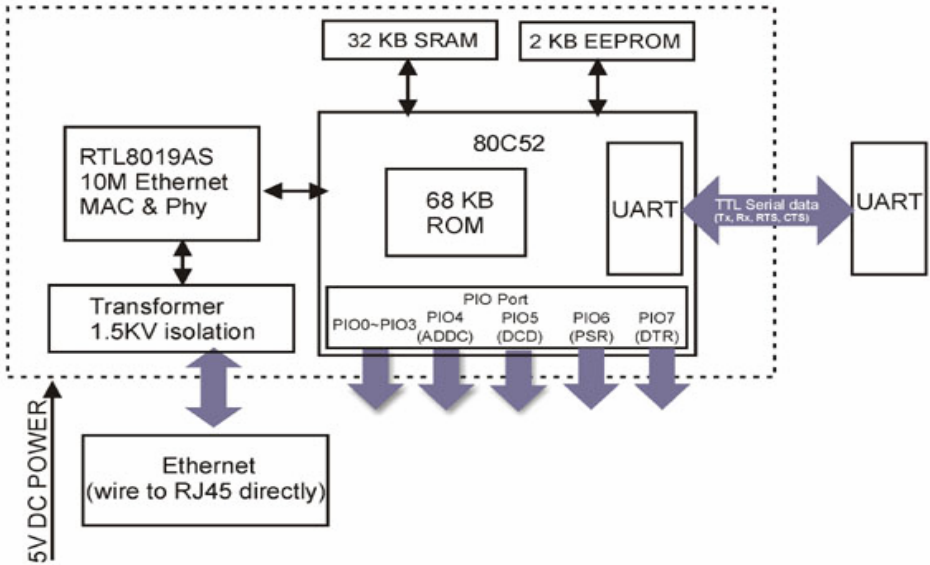 32 KB SRAM
2 KB EEPROM
80C52
RTL8019AS
10M Ethernet
MAC & Phy
68 KB
ROM
UART
TTL Serial data
(Tx, Rx, RTS, CTS)
UART
Transformer
1.5KV isolation
PIO Port
PIO0~PIO3
PIO4
(ADDC)
PIO5
(DCD)
PIO6
(PSR)
PIO7
(DTR)
5V DC POWER
Ethernet
(wire to RJ45 directly)